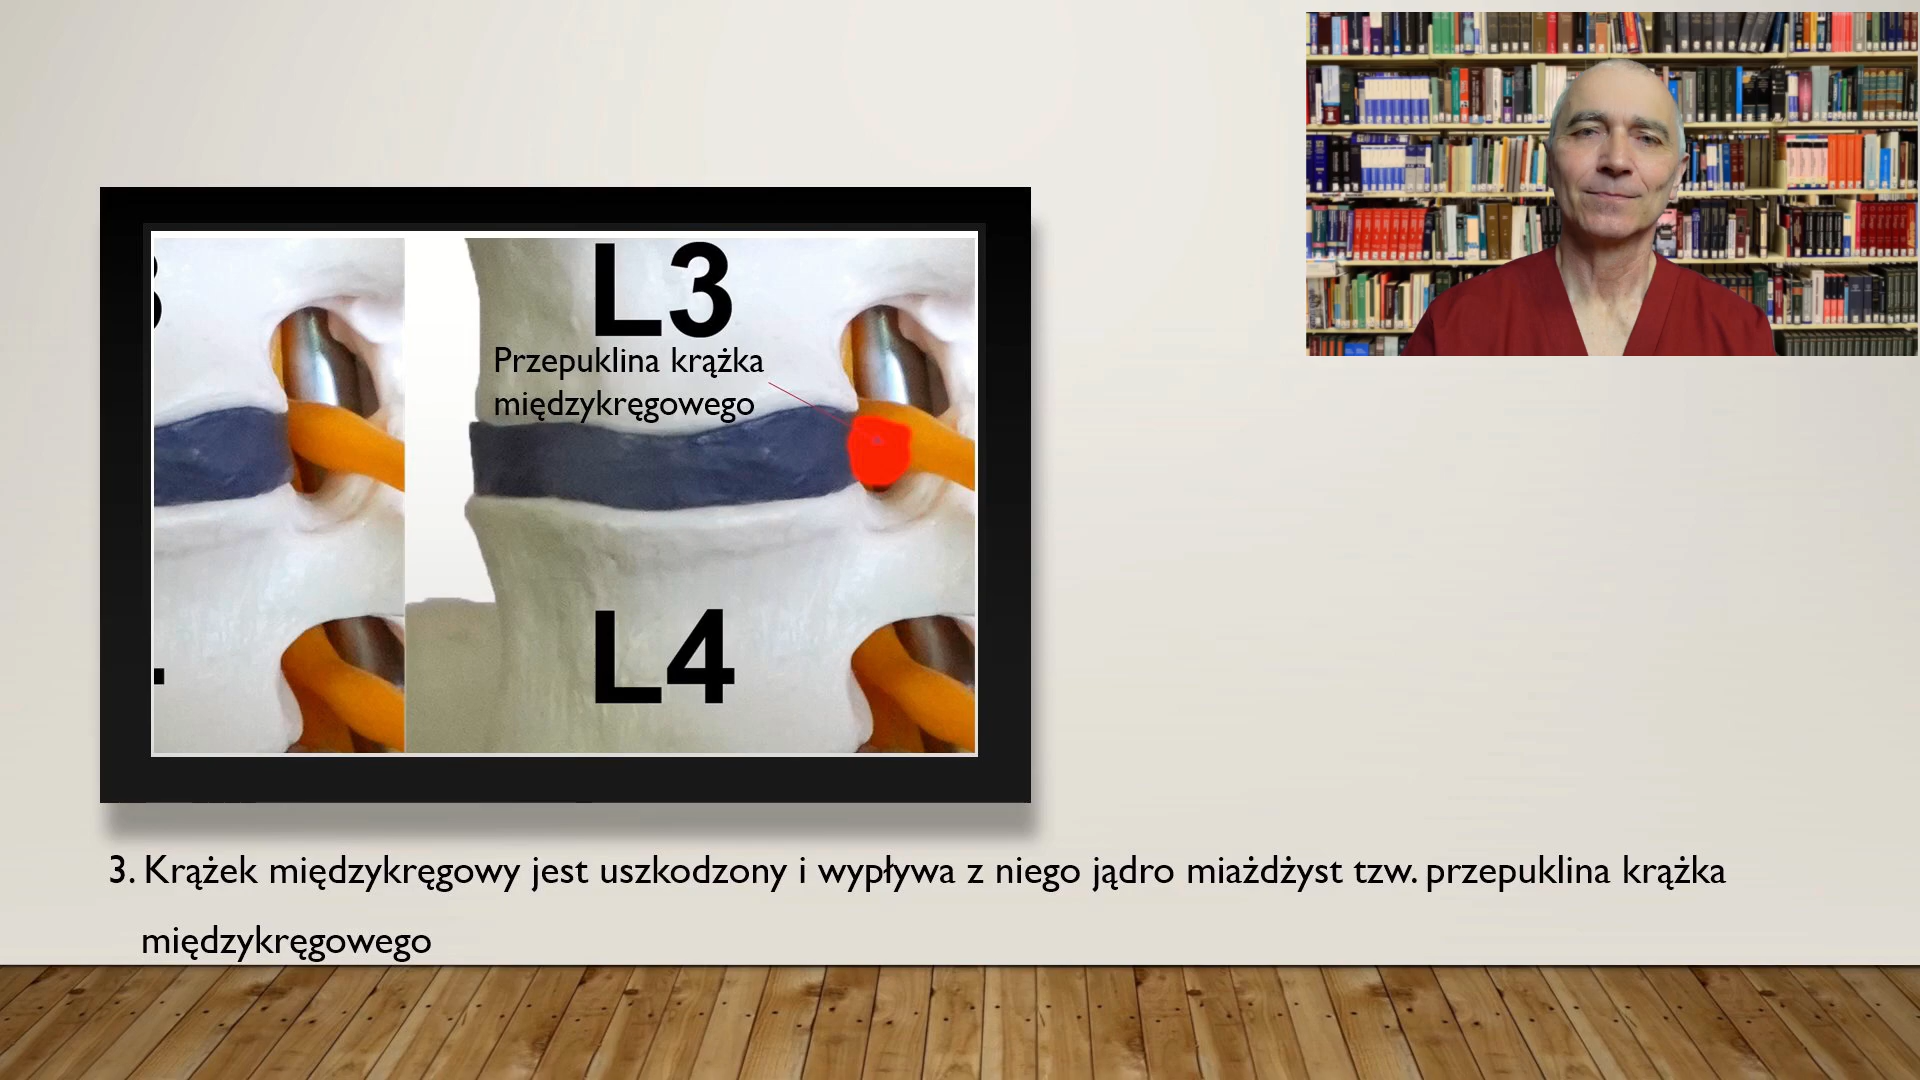 L3
Przepuklina krążka
międzykręgowego
L4
3. Krążek międzykręgowy jest uszkodzony i wypływa z niego jądro miażdżyst tzw. przepuklina krążka
międzykręgowego